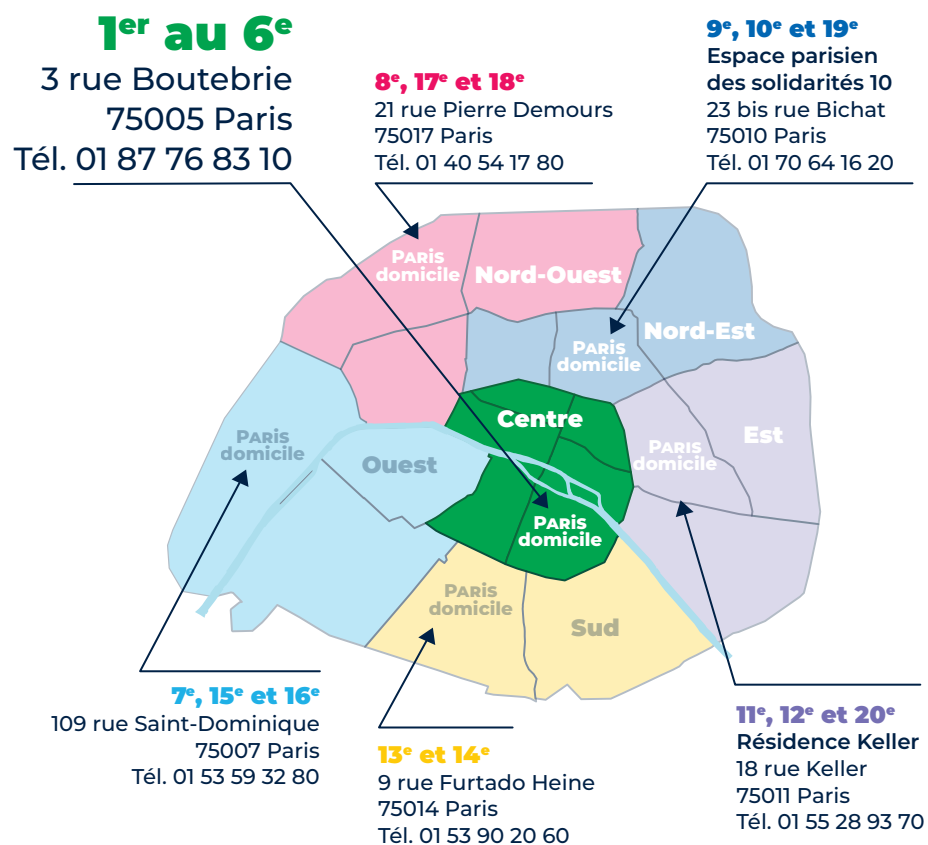 1er au 6e
3 rue Boutebrie
75005 Paris
Tél. 01 87 76 83 10
8e, 17e et 18e
21 rue Pierre Demours
75017 Paris
Tél. 01 40 54 17 80
9e, 10e et 19e
Espace parisien
des solidarités 10
23 bis rue Bichat
75010 Paris
Tél. 01 70 64 16 20
PARiS
domicile
Nord-Ouest
Nord-Est
PARiS
domicile
Centre
PARiS
domicile
Ouest
PARiS
domicile
Est
PARiS
domicile
PARiS
domicile
Sud
7e, 15e et 16e
109 rue Saint-Dominique
75007 Paris
Tél. 01 53 59 32 80
13e et 14e
9 rue Furtado Heine
75014 Paris
Tél. 01 53 90 20 60
11e, 12e et 20e
Résidence Keller
18 rue Keller
75011 Paris
Tél. 01 55 28 93 70